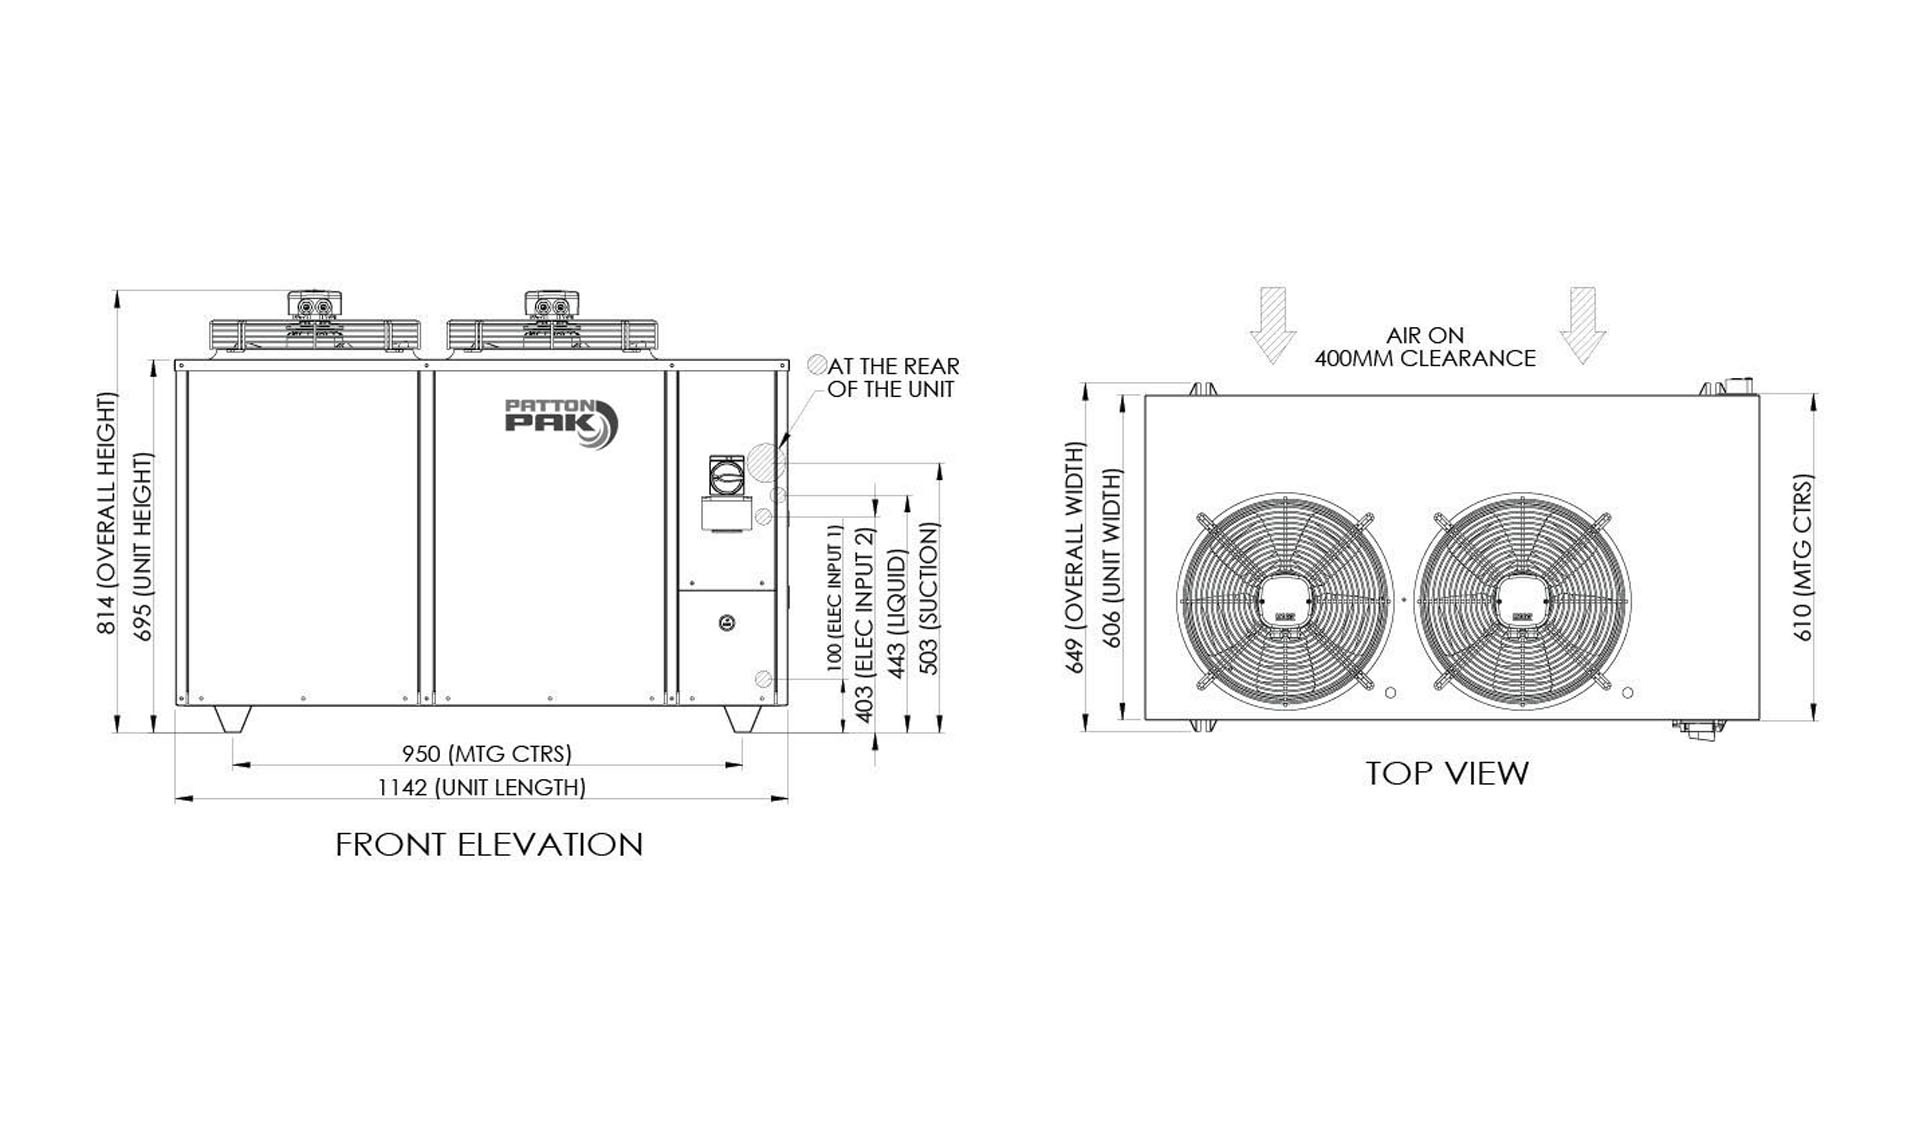 PATTON
PAK
AT THE REAR
OF THE UNIT
814 (OVERALL HEIGHT)
695 (UNIT HEIGHT)
100 (ELEC INPUT 1)
403 (ELEC INPUT 2)
443 (LIQUID)
503 (SUCTION)
950 (MTG CTRS)
1142 (UNIT LENGTH)
FRONT ELEVATION
AIR ON
400MM CLEARANCE
649 (OVERALL WIDTH)
606 (UNIT WIDTH)
610 (MTG CTRS)
TOP VIEW